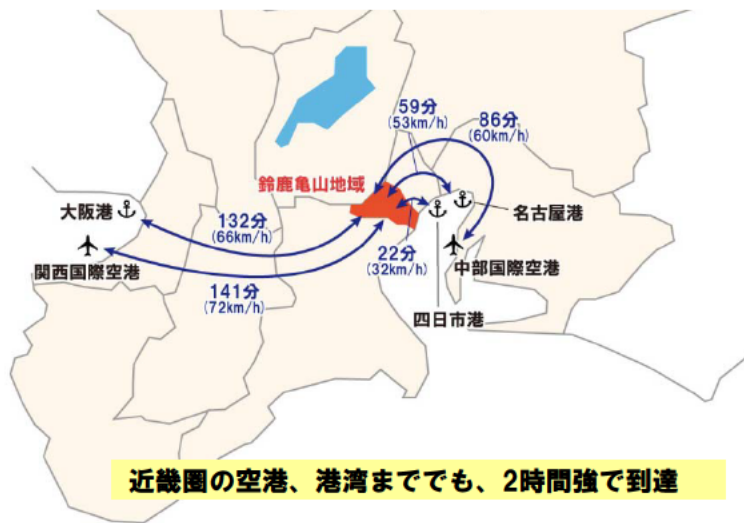 59分
(53km/h)
86分
(60km/h)
鈴鹿亀山地域
大阪港
名古屋港
132分
(66km/h)
22分
(32km/h)
関西国際空港
中部国際空港
141分
(72km/h)
四日市港
近畿圏の空港、港湾まででも、2時間強で到達